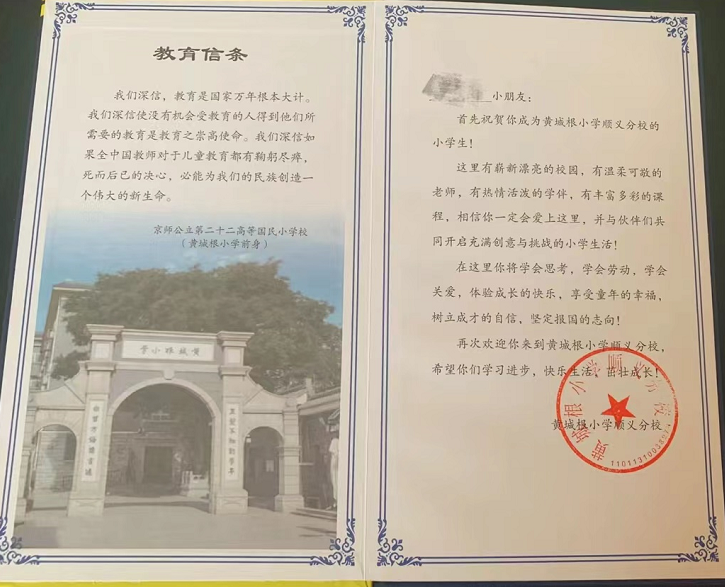 教育信条
我们深信，教育是国家万年根本大计。
我们深信使没有机会受教育的人得到他们所
需要的教育是教育之崇高使命。我们深信如
果全中国教师对于儿童教育都有鞠躬尽瘁，
死而后已的决心，必能为我们的民族创造一
个伟大的新生命。
京师公立第二十二高等国民小学校
（黄城根小学前身）
黄城根小学
小朋友：
首先祝贺你成为黄城根小学顺义分校的
小学生！
这里有崭新漂亮的校园，有温柔可敬的
老师，有热情活泼的学伴，有丰富多彩的课
程，相信你一定会爱上这里，并与伙伴们共
同开启充满创意与挑战的小学生活！
在这里你将学会思考，学会劳动，学会
关爱，体验成长的快乐，享受童年的幸福，
树立成才的自信，坚定报国的志向！
再次欢迎你来到黄城根小学顺义分校，
希望你们学习进步，快乐生活，茁壮成长！
黄城根小学顺义分校
黄城根小学顺义分校